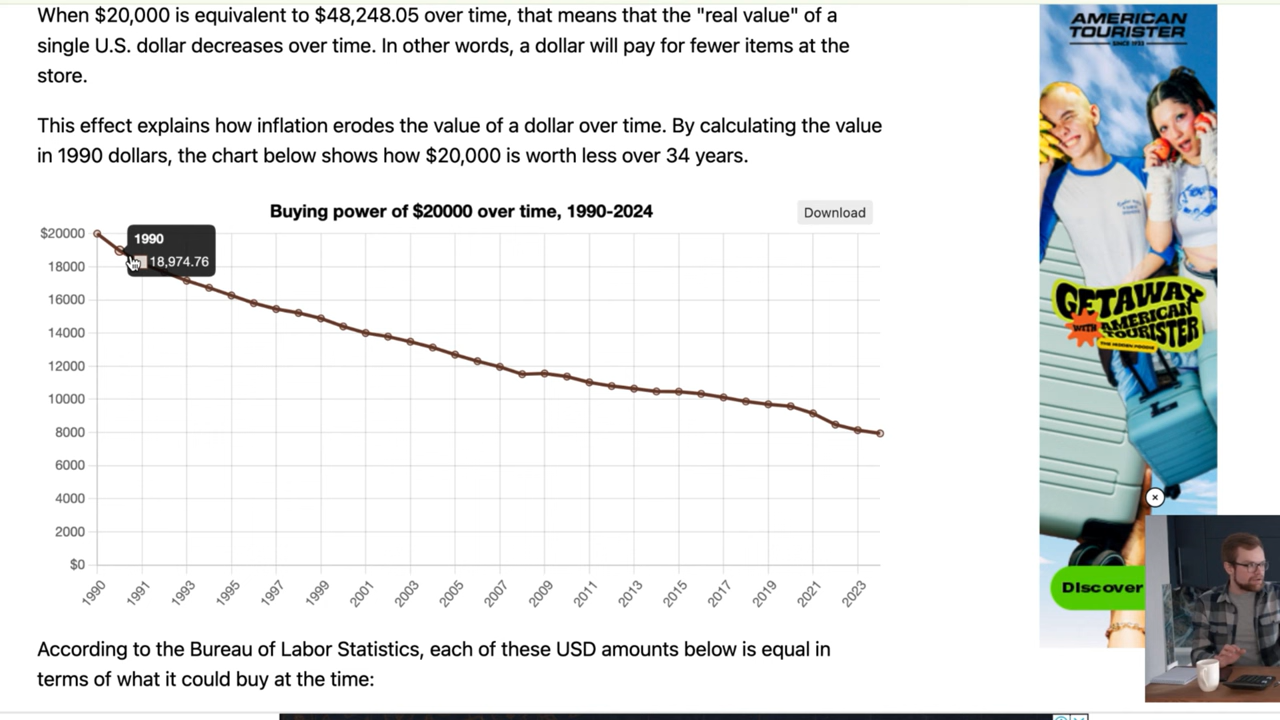 When $20,000 is equivalent to $48,248.05 over time, that means that the "real value" of a
single U.S. dollar decreases over time. In other words, a dollar will pay for fewer items at the
store.
This effect explains how inflation erodes the value of a dollar over time. By calculating the value
in 1990 dollars, the chart below shows how $20,000 is worth less over 34 years.
Buying power of $20000 over time, 1990-2024
Download
$20000
18000
16000
14000
12000
10000
8000
6000
4000
2000
$0
1990
18,974.76
1990
1991
1993
1995
1997
1999
2001
2003
2005
2007
2009
2011
2013
2015
2017
2019
2021
2023
According to the Bureau of Labor Statistics, each of these USD amounts below is equal in
terms of what it could buy at the time:
AMERICAN
TOURISTER
SINCE 1933
GETAWAY
WITH AMERICAN
TOURISTER
Discover